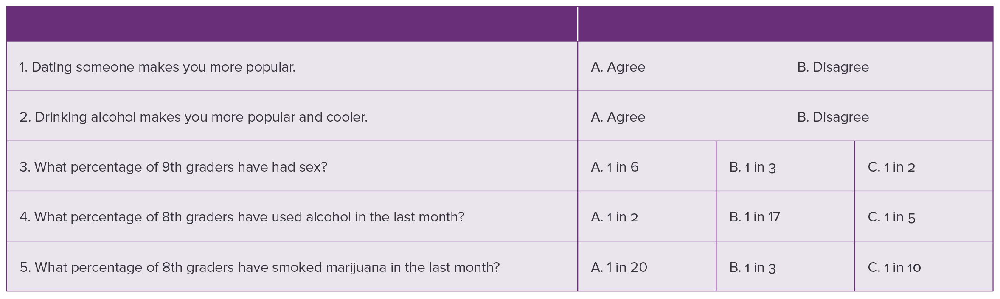 1. Dating someone makes you more popular. A. Agree B. Disagree
2. Drinking alcohol makes you more popular and cooler. A. Agree B. Disagree
3. What percentage of 9th graders have had sex? A. 1 in 6 B. 1 in 3 C. 1 in 2
4. What percentage of 8th graders have used alcohol in the last month? A. 1 in 2 B. 1 in 17 C. 1 in 5
5. What percentage of 8th graders have smoked marijuana in the last month? A. 1 in 20 B. 1 in 3 C. 1 in 10